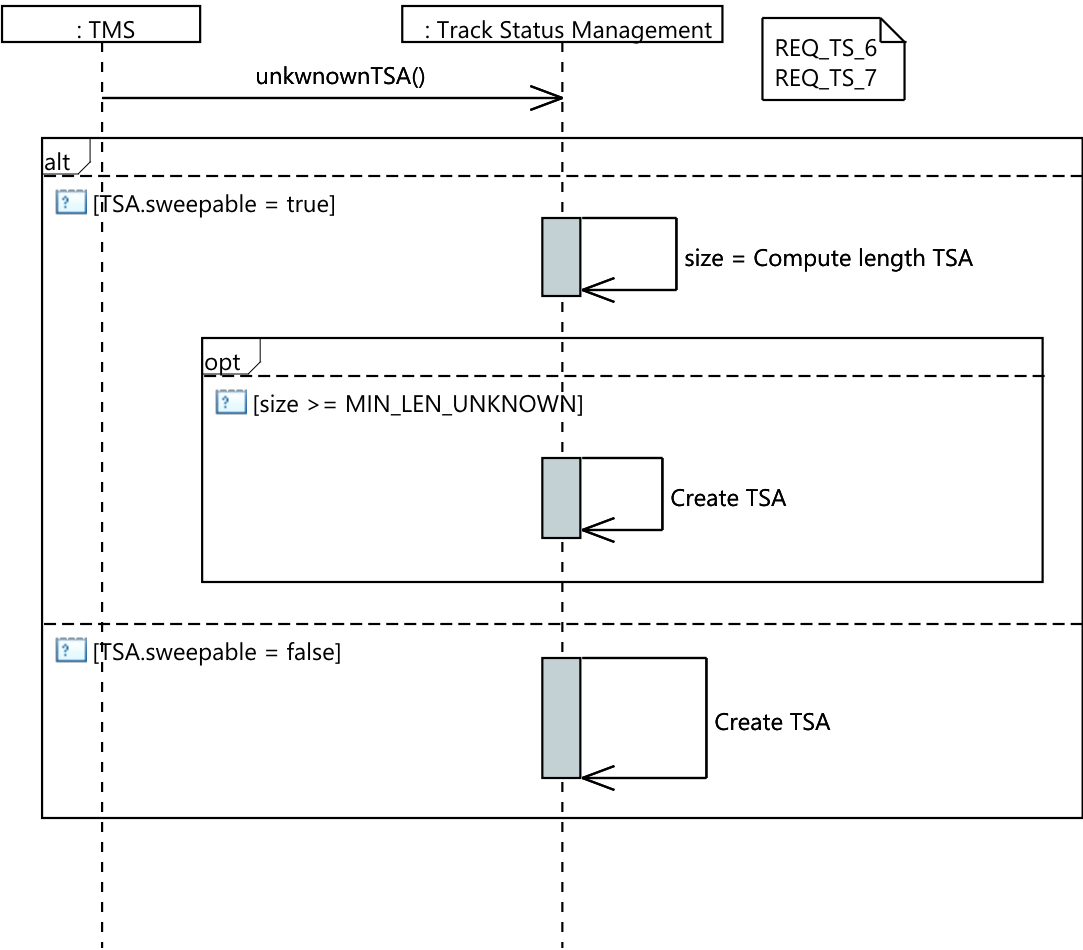 : TMS
: Track Status Management
REQ_TS_6
REQ_TS_7
unkwnownTSA()
alt
? [TSA.sweepable = true]
size = Compute length TSA
opt
? [size >= MIN_LEN_UNKNOWN]
Create TSA
? [TSA.sweepable = false]
Create TSA